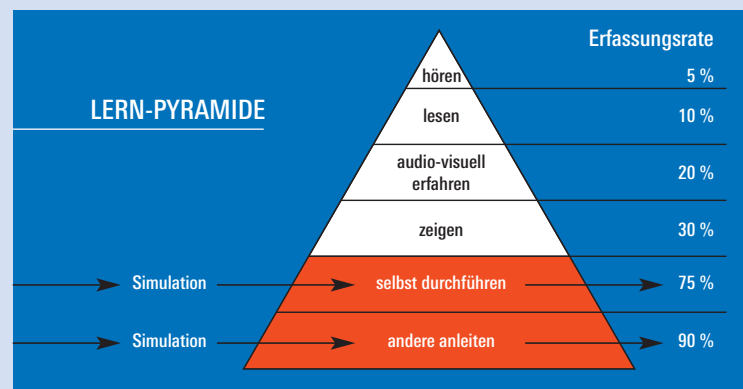 Erfassungsrate
hören 5 %
LERN-PYRAMIDE
lesen 10 %
audio-visuell
erfahren 20 %
zeigen 30 %
Simulation selbst durchführen 75 %
Simulation andere anleiten 90 %